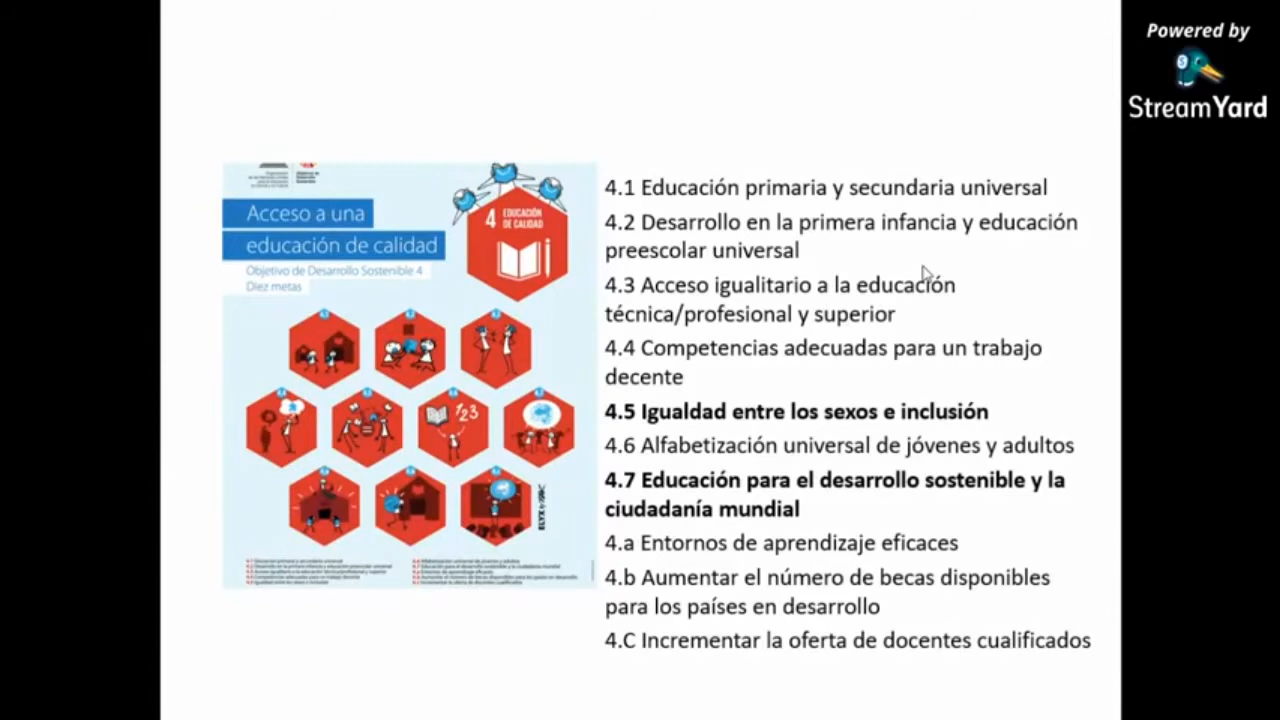 Powered by
StreamYard
Acceso a una
educación de calidad
Objetivo de Desarrollo Sostenible 4
Diez metas
4 EDUCACIÓN
DE CALIDAD
123
4.1 Educación primaria y secundaria universal
4.2 Desarrollo en la primera infancia y educación
preescolar universal
4.3 Acceso igualitario a la educación
técnica/profesional y superior
4.4 Competencias adecuadas para un trabajo
decente
4.5 Igualdad entre los sexos e inclusión
4.6 Alfabetización universal de jóvenes y adultos
4.7 Educación para el desarrollo sostenible y la
ciudadanía mundial
4.a Entornos de aprendizaje eficaces
4.b Aumentar el número de becas disponibles
para los países en desarrollo
4.C Incrementar la oferta de docentes cualificados